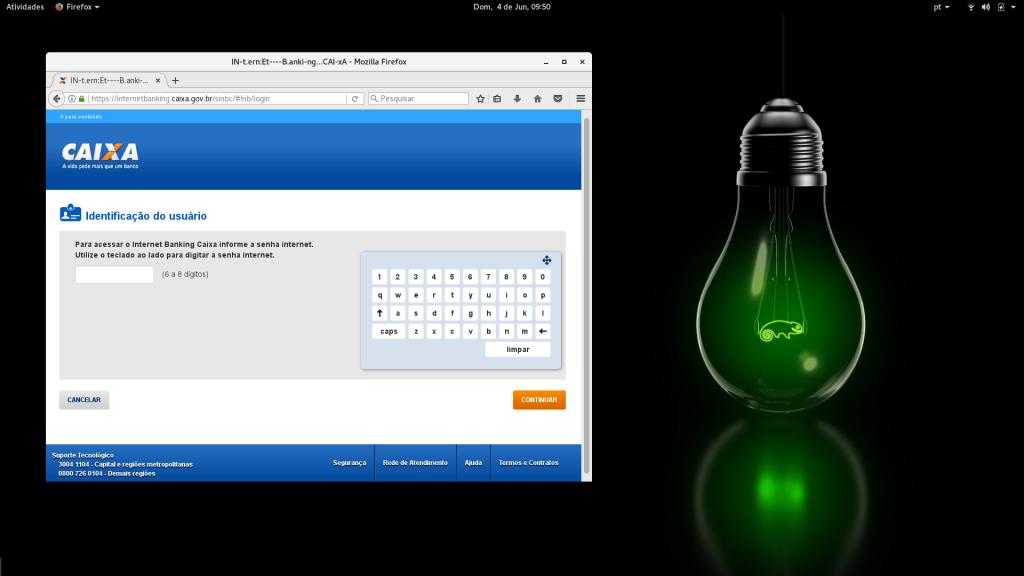 Atividades Firefox Dom, 4 de Jun, 09:50 pt
IN-t.ern:Et----B.anki-ng...CAI-xA - Mozilla Firefox
IN-t.ern:Et----B.anki-...
https://internetbanking.caixa.gov.br/sinbc/#!nb/login Pesquisar
Ir para conteúdo
CAIXA
A vida pede mais que um banco
Identificação do usuário
Para acessar o Internet Banking Caixa informe a senha internet.
Utilize o teclado ao lado para digitar a senha internet.
(6 a 8 dígitos)
1 2 3 4 5 6 7 8 9 0
q w e r t y u i o p
a s d f g h j k l
caps z x c v b n m
limpar
CANCELAR CONTINUAR
Suporte Tecnológico
3004 1104 - Capital e regiões metropolitanas
0800 726 0104 - Demais regiões
Segurança Rede de Atendimento Ajuda Termos e Contratos